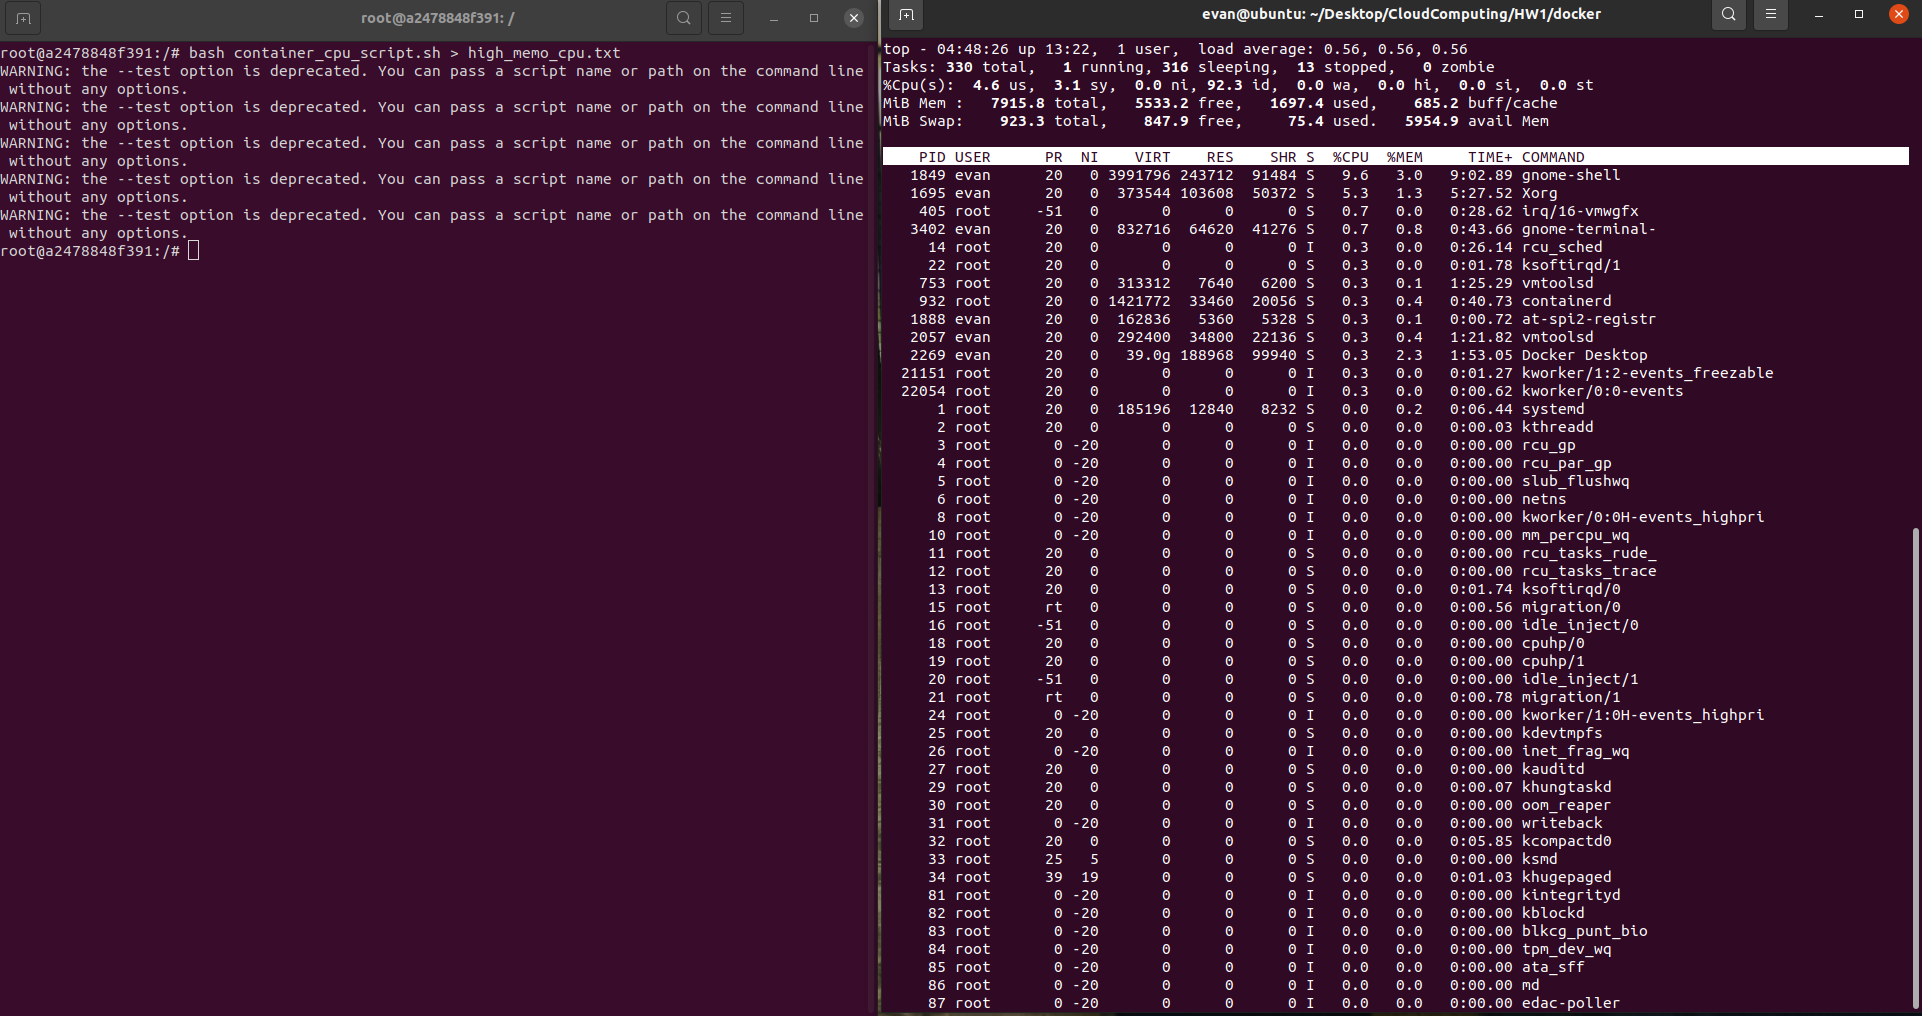 root@a2478848f391: /
root@a2478848f391:/# bash container_cpu_script.sh > high_memo_cpu.txt
WARNING: the --test option is deprecated. You can pass a script name or path on the command line
 without any options.
WARNING: the --test option is deprecated. You can pass a script name or path on the command line
 without any options.
WARNING: the --test option is deprecated. You can pass a script name or path on the command line
 without any options.
WARNING: the --test option is deprecated. You can pass a script name or path on the command line
 without any options.
WARNING: the --test option is deprecated. You can pass a script name or path on the command line
 without any options.
root@a2478848f391:/#
evan@ubuntu: ~/Desktop/CloudComputing/HW1/docker
top - 04:48:26 up 13:22,  1 user,  load average: 0.56, 0.56, 0.56
Tasks: 330 total,   1 running, 316 sleeping,  13 stopped,   0 zombie
%Cpu(s):  4.6 us,  3.1 sy,  0.0 ni, 92.3 id,  0.0 wa,  0.0 hi,  0.0 si,  0.0 st
MiB Mem :   7915.8 total,   5533.2 free,   1697.4 used,    685.2 buff/cache
MiB Swap:    923.3 total,    847.9 free,     75.4 used.   5954.9 avail Mem
PID USER      PR  NI    VIRT    RES    SHR S  %CPU  %MEM     TIME+ COMMAND
1849 evan      20   0 3991796 243712  91484 S   9.6   3.0   9:02.89 gnome-shell
1695 evan      20   0  373544 103608  50372 S   5.3   1.3   5:27.52 Xorg
405 root     -51   0       0      0      0 S   0.7   0.0   0:28.62 irq/16-vmwgfx
3402 evan      20   0  832716  64620  41276 S   0.7   0.8   0:43.66 gnome-terminal-
14 root      20   0       0      0      0 I   0.3   0.0   0:26.14 rcu_sched
22 root      20   0       0      0      0 S   0.3   0.0   0:01.78 ksoftirqd/1
753 root      20   0  313312   7640   6200 S   0.3   0.1   1:25.29 vmtoolsd
932 root      20   0 1421772  33460  20056 S   0.3   0.4   0:40.73 containerd
1888 evan      20   0  162836   5360   5328 S   0.3   0.1   0:00.72 at-spi2-registr
2057 evan      20   0  292400  34800  22136 S   0.3   0.4   1:21.82 vmtoolsd
2269 evan      20   0   39.0g 188968  99940 S   0.3   2.3   1:53.05 Docker Desktop
21151 root      20   0       0      0      0 I   0.3   0.0   0:01.27 kworker/1:2-events_freezable
22054 root      20   0       0      0      0 I   0.3   0.0   0:00.62 kworker/0:0-events
1 root      20   0  185196  12840   8232 S   0.0   0.2   0:06.44 systemd
2 root      20   0       0      0      0 S   0.0   0.0   0:00.03 kthreadd
3 root       0 -20       0      0      0 I   0.0   0.0   0:00.00 rcu_gp
4 root       0 -20       0      0      0 I   0.0   0.0   0:00.00 rcu_par_gp
5 root       0 -20       0      0      0 I   0.0   0.0   0:00.00 slub_flushwq
6 root       0 -20       0      0      0 I   0.0   0.0   0:00.00 netns
8 root       0 -20       0      0      0 I   0.0   0.0   0:00.00 kworker/0:0H-events_highpri
10 root       0 -20       0      0      0 I   0.0   0.0   0:00.00 mm_percpu_wq
11 root      20   0       0      0      0 S   0.0   0.0   0:00.00 rcu_tasks_rude_
12 root      20   0       0      0      0 S   0.0   0.0   0:00.00 rcu_tasks_trace
13 root      20   0       0      0      0 S   0.0   0.0   0:01.74 ksoftirqd/0
15 root      rt   0       0      0      0 S   0.0   0.0   0:00.56 migration/0
16 root     -51   0       0      0      0 S   0.0   0.0   0:00.00 idle_inject/0
18 root      20   0       0      0      0 S   0.0   0.0   0:00.00 cpuhp/0
19 root      20   0       0      0      0 S   0.0   0.0   0:00.00 cpuhp/1
20 root     -51   0       0      0      0 S   0.0   0.0   0:00.00 idle_inject/1
21 root      rt   0       0      0      0 S   0.0   0.0   0:00.78 migration/1
24 root       0 -20       0      0      0 I   0.0   0.0   0:00.00 kworker/1:0H-events_highpri
25 root      20   0       0      0      0 S   0.0   0.0   0:00.00 kdevtmpfs
26 root       0 -20       0      0      0 I   0.0   0.0   0:00.00 inet_frag_wq
27 root      20   0       0      0      0 S   0.0   0.0   0:00.00 kauditd
29 root      20   0       0      0      0 S   0.0   0.0   0:00.07 khungtaskd
30 root      20   0       0      0      0 S   0.0   0.0   0:00.00 oom_reaper
31 root       0 -20       0      0      0 I   0.0   0.0   0:00.00 writeback
32 root      20   0       0      0      0 S   0.0   0.0   0:05.85 kcompactd0
33 root      25   5       0      0      0 S   0.0   0.0   0:00.00 ksmd
34 root      39  19       0      0      0 S   0.0   0.0   0:01.03 khugepaged
81 root       0 -20       0      0      0 I   0.0   0.0   0:00.00 kintegrityd
82 root       0 -20       0      0      0 I   0.0   0.0   0:00.00 kblockd
83 root       0 -20       0      0      0 I   0.0   0.0   0:00.00 blkcg_punt_bio
84 root       0 -20       0      0      0 I   0.0   0.0   0:00.00 tpm_dev_wq
85 root       0 -20       0      0      0 I   0.0   0.0   0:00.00 ata_sff
86 root       0 -20       0      0      0 I   0.0   0.0   0:00.00 md
87 root       0 -20       0      0      0 I   0.0   0.0   0:00.00 edac-poller